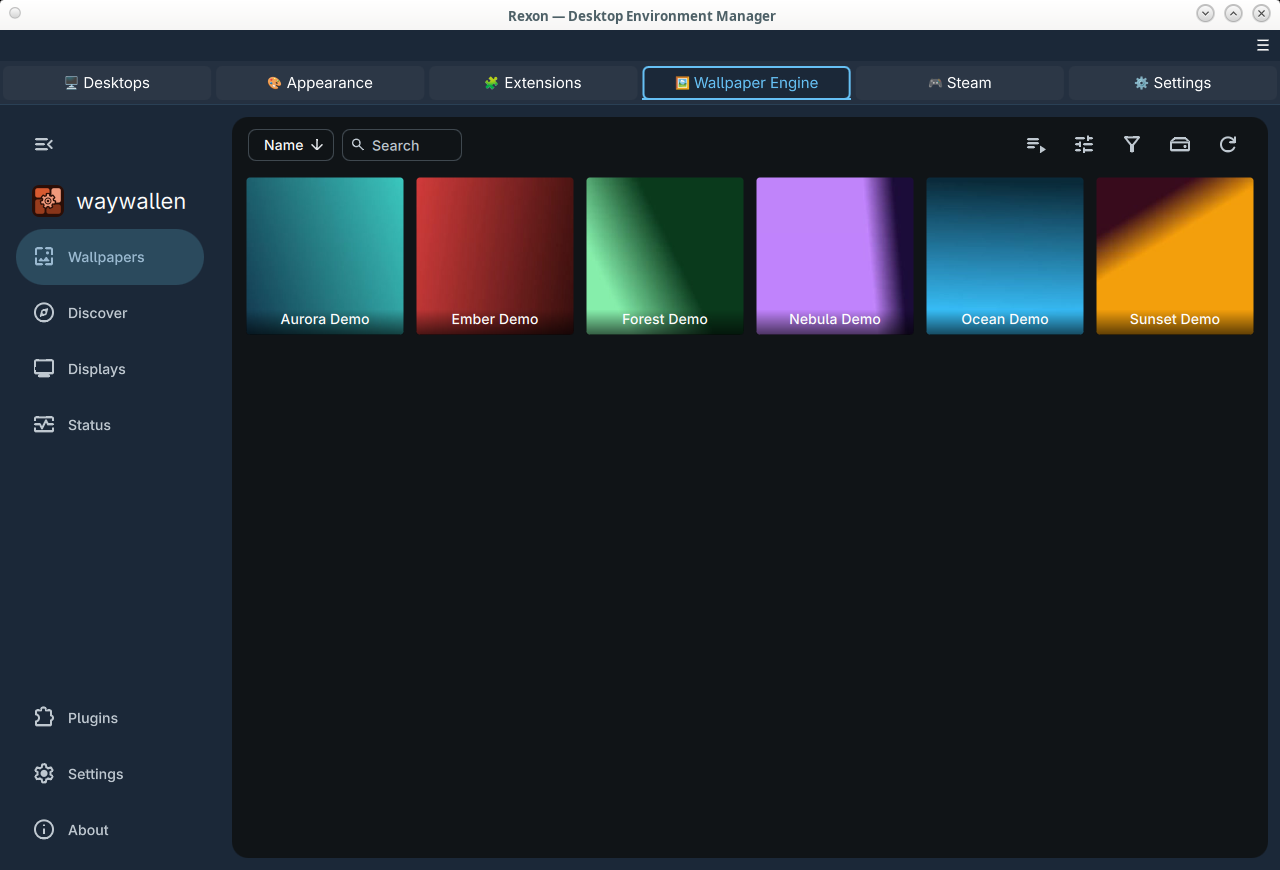 Rexon — Desktop Environment Manager
Desktops
Appearance
Extensions
Wallpaper Engine
Steam
Settings
waywallen
Wallpapers
Discover
Displays
Status
Plugins
Settings
About
Name
Search
Aurora Demo
Ember Demo
Forest Demo
Nebula Demo
Ocean Demo
Sunset Demo